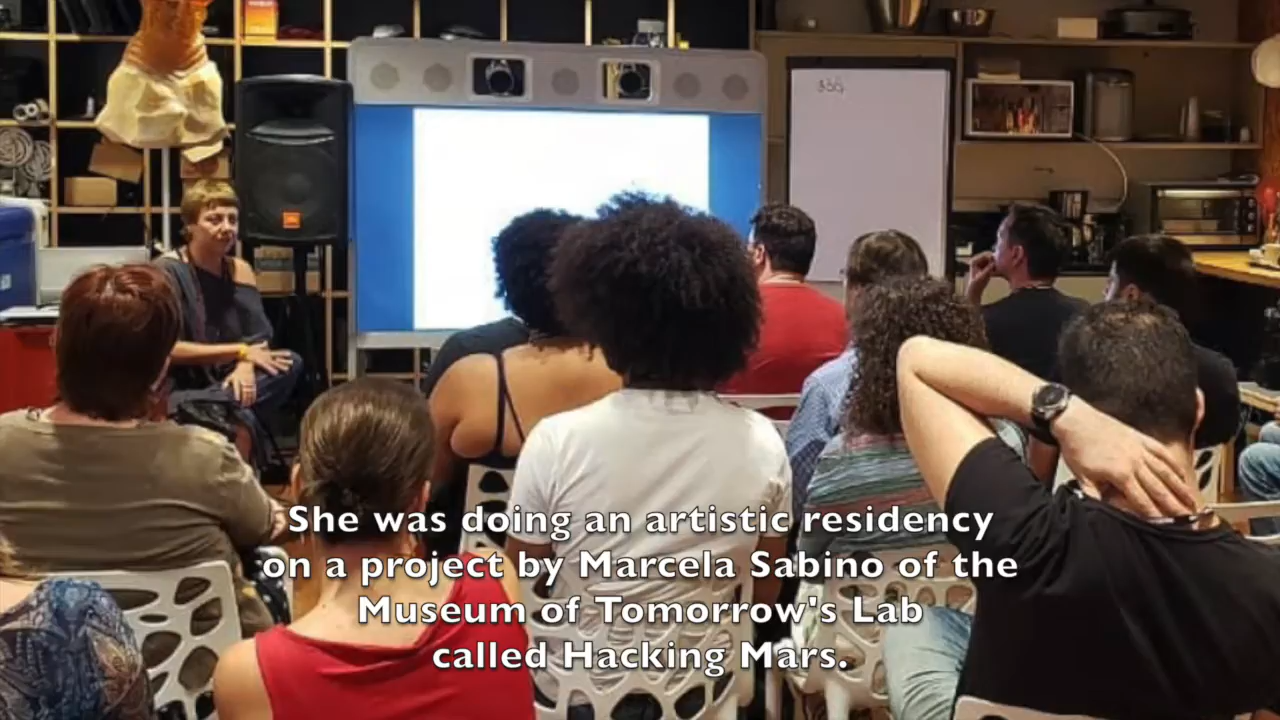 She was doing an artistic residency
on a project by Marcela Sabino of the
Museum of Tomorrow's Lab
called Hacking Mars.